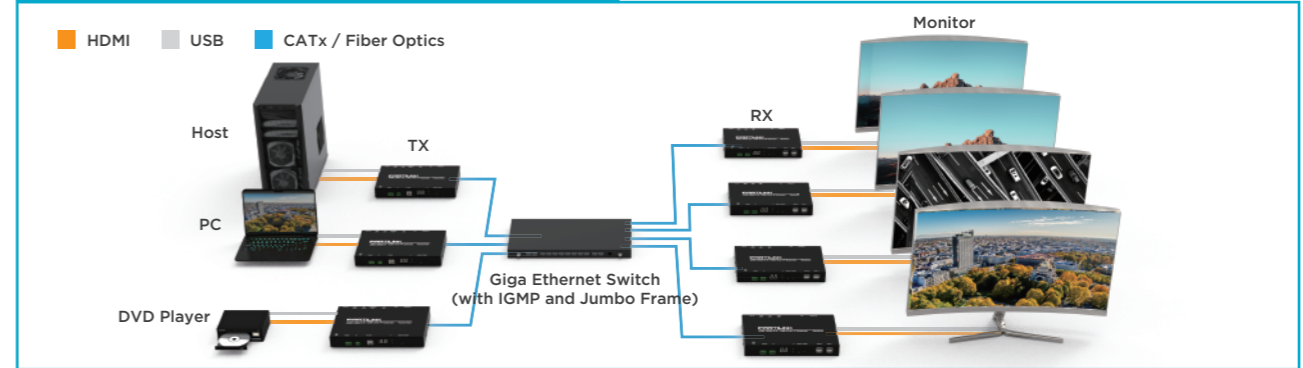 Monitor
HDMI
USB
CATx / Fiber Optics
RX
Host
TX
PC
Giga Ethernet Switch
(with IGMP and Jumbo Frame)
DVD Player